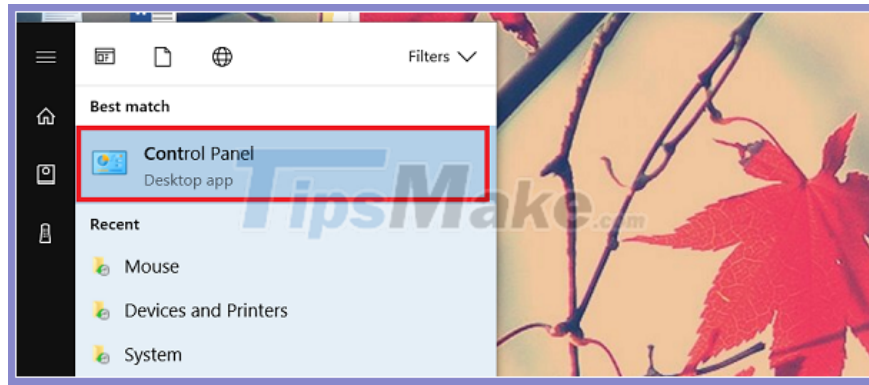 Filters
Best match
Control Panel
Desktop app
TipsMake.com
Recent
Mouse
Devices and Printers
System